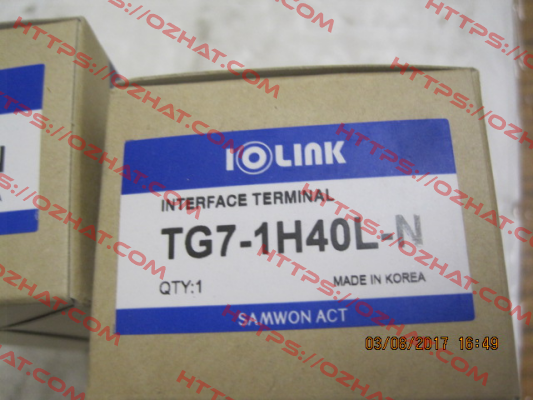 IOLINK
INTERFACE TERMINAL
TG7-1H40L-N
QTY:1
MADE IN KOREA
SAMWON ACT
03/08/2017 16:49
HTTPS://OZHAT.COM